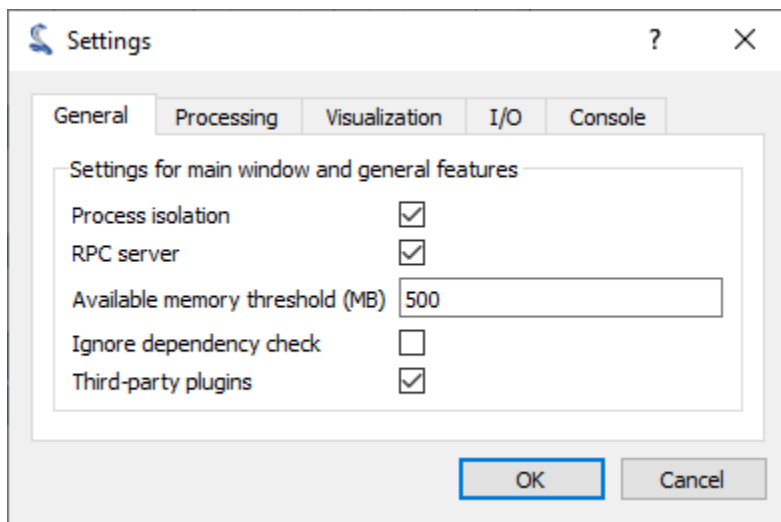 Settings
?
General Processing Visualization I/O Console
Settings for main window and general features
Process isolation
RPC server
Available memory threshold (MB) 500
Ignore dependency check
Third-party plugins
OK Cancel